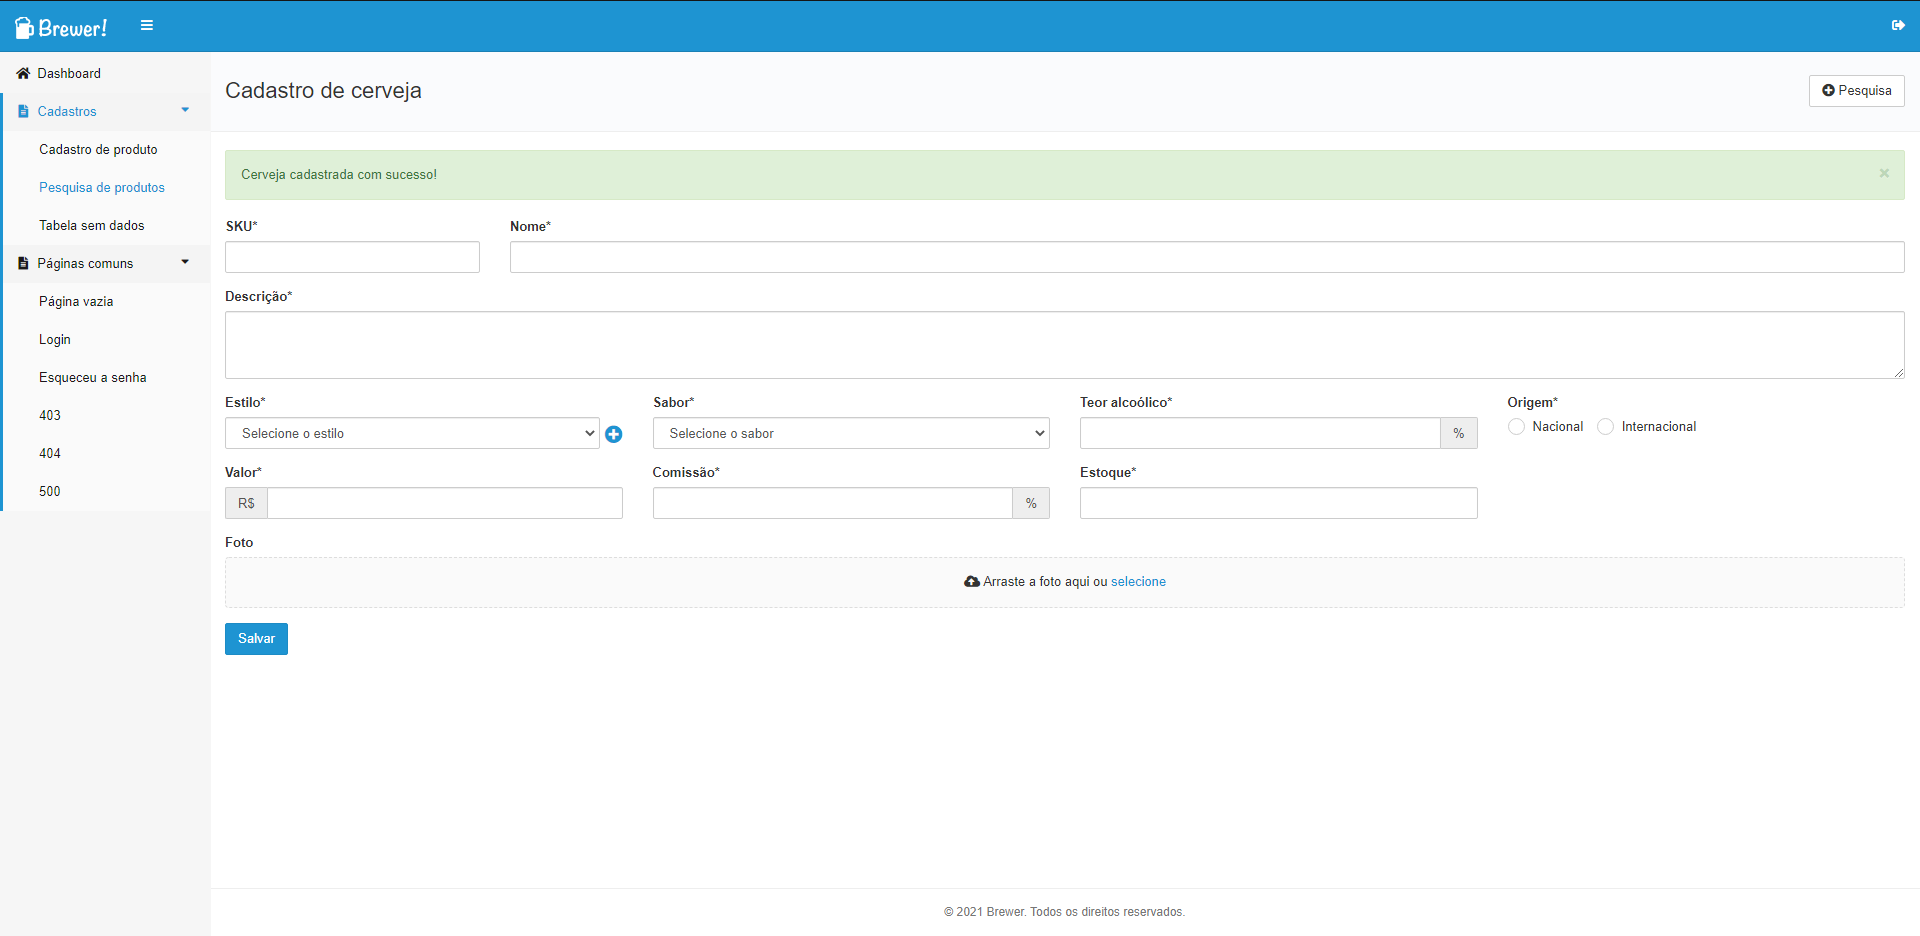 Brewer!
Dashboard
Cadastros
Cadastro de produto
Pesquisa de produtos
Tabela sem dados
Páginas comuns
Página vazia
Login
Esqueceu a senha
403
404
500
Cadastro de cerveja
Pesquisa
Cerveja cadastrada com sucesso!
×
SKU* Nome*
Descrição*
Estilo* Sabor* Teor alcoólico* Origem*
Selecione o estilo Selecione o sabor % Nacional Internacional
Valor* Comissão* Estoque*
R$ %
Foto
Arraste a foto aqui ou selecione
Salvar
© 2021 Brewer. Todos os direitos reservados.